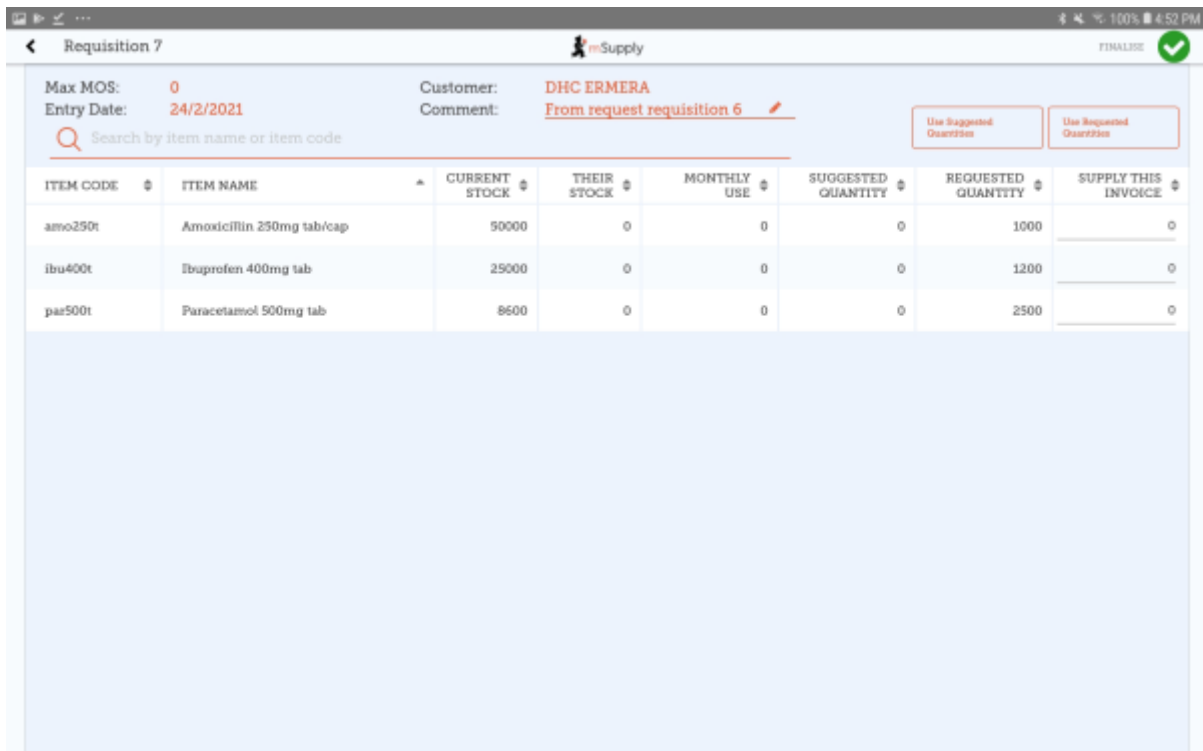 100% 4:52 PM
Requisition 7
mSupply
FINALISE
Max MOS: 0
Customer: DHC ERMERA
Entry Date: 24/2/2021
Comment: From request requisition 6
Search by item name or item code
Use Suggested Quantities
Use Requested Quantities
ITEM CODE ITEM NAME CURRENT STOCK THEIR STOCK MONTHLY USE SUGGESTED QUANTITY REQUESTED QUANTITY SUPPLY THIS INVOICE
amo250t Amoxicillin 250mg tab/cap 50000 0 0 0 1000 0
ibu400t Ibuprofen 400mg tab 25000 0 0 0 1200 0
par500t Paracetamol 500mg tab 8600 0 0 0 2500 0